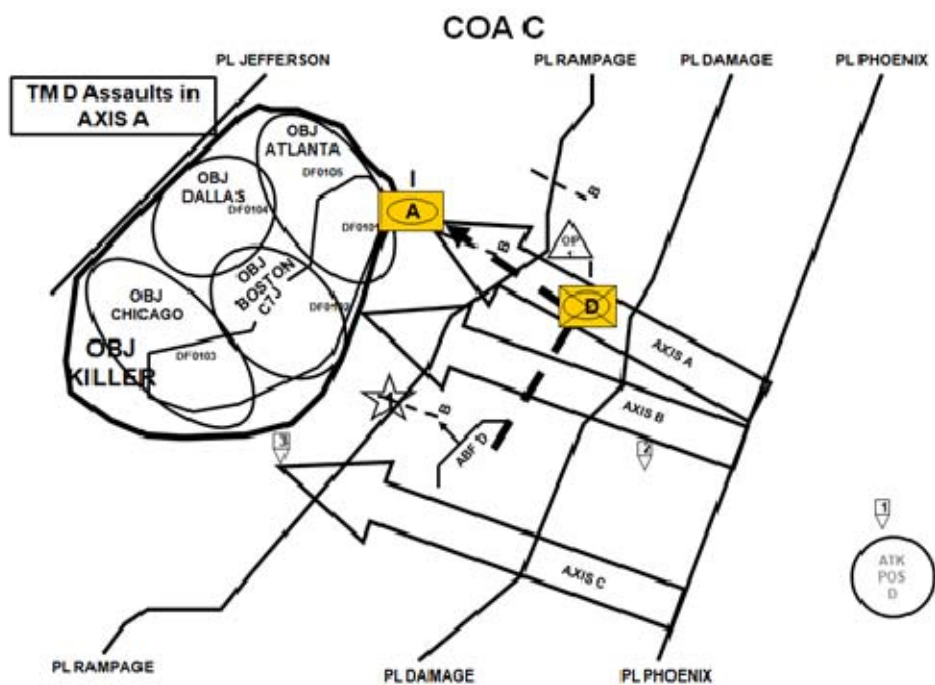 COA C
PL JEFFERSON
PL RAMPAGE
PL DAMAGE
PL PHOENIX
TM D Assaults in
AXIS A
OBJ
ATLANTA
DF0105
I
A
OBJ
DALLAS
DF0104
DF0101
B
B
OP
1
I
D
OBJ
BOSTON
C7J
OBJ
CHICAGO
DF0103
OBJ
KILLER
AXIS A
AXIS B
1
B
ABF D
3
2
1
ATK
POS
D
AXIS C
PL RAMPAGE
PL DAMAGE
PL PHOENIX